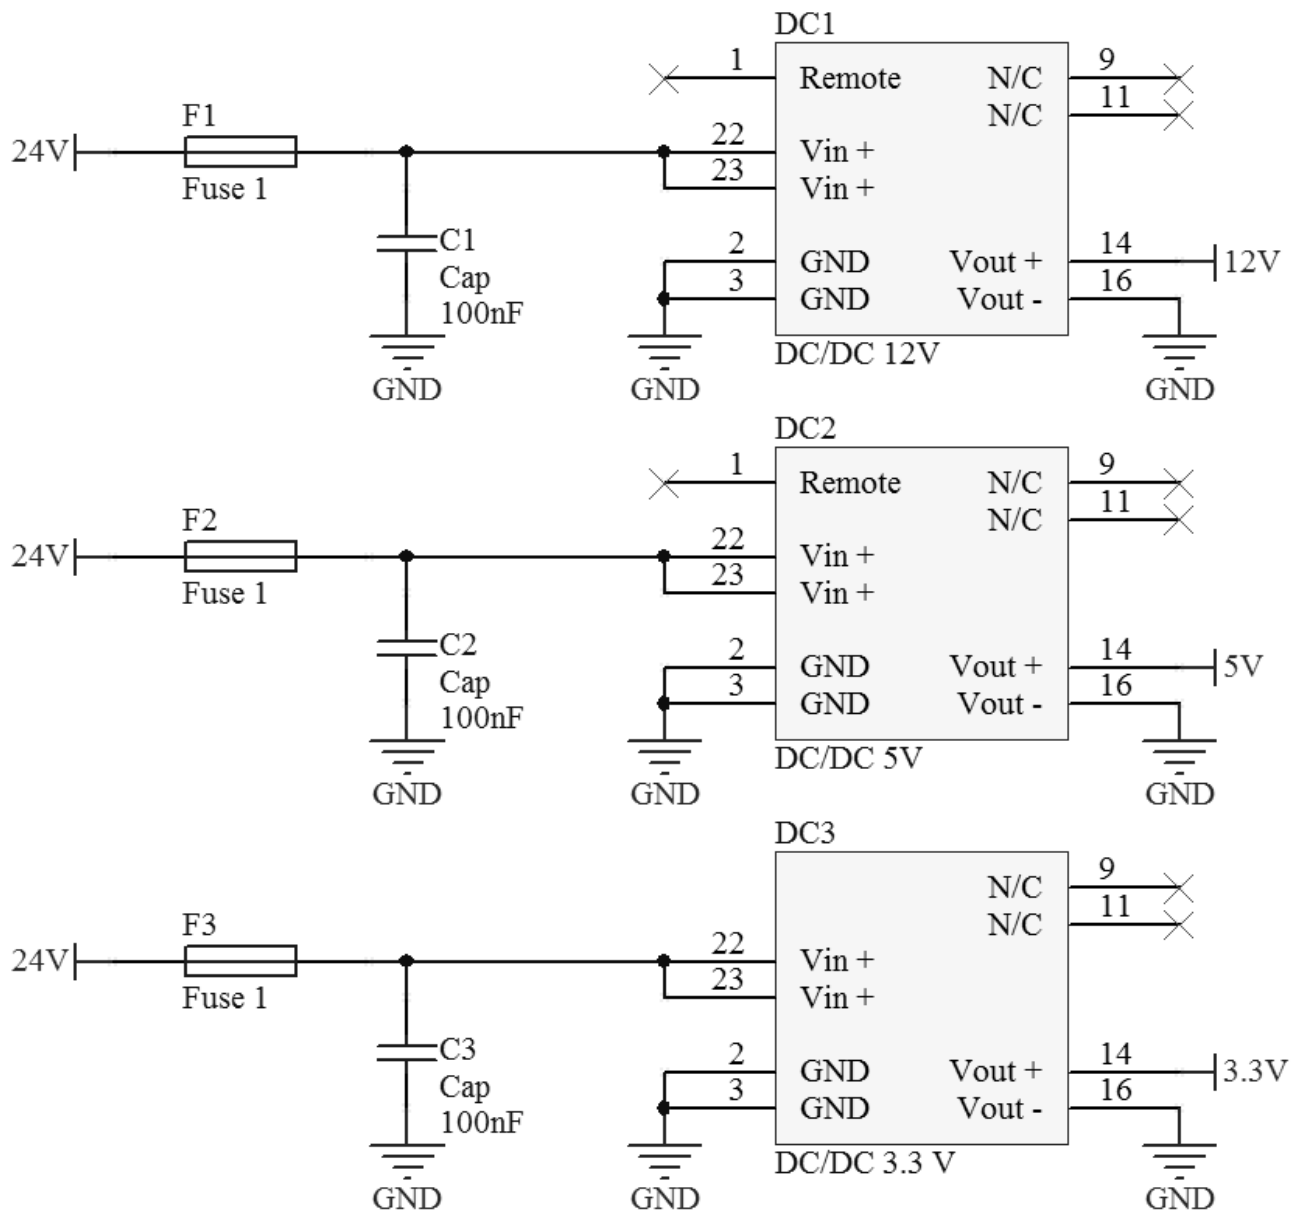 DC1
1
Remote
N/C
9
N/C
11
F1
24V
Fuse 1
22
Vin +
23
Vin +
C1
Cap
100nF
2
GND
3
GND
Vout +
14
12V
Vout -
16
DC/DC 12V
GND
GND
GND
DC2
1
Remote
N/C
9
N/C
11
F2
24V
Fuse 1
22
Vin +
23
Vin +
C2
Cap
100nF
2
GND
3
GND
Vout +
14
5V
Vout -
16
DC/DC 5V
GND
GND
GND
DC3
N/C
9
N/C
11
F3
24V
Fuse 1
22
Vin +
23
Vin +
C3
Cap
100nF
2
GND
3
GND
Vout +
14
3.3V
Vout -
16
DC/DC 3.3 V
GND
GND
GND